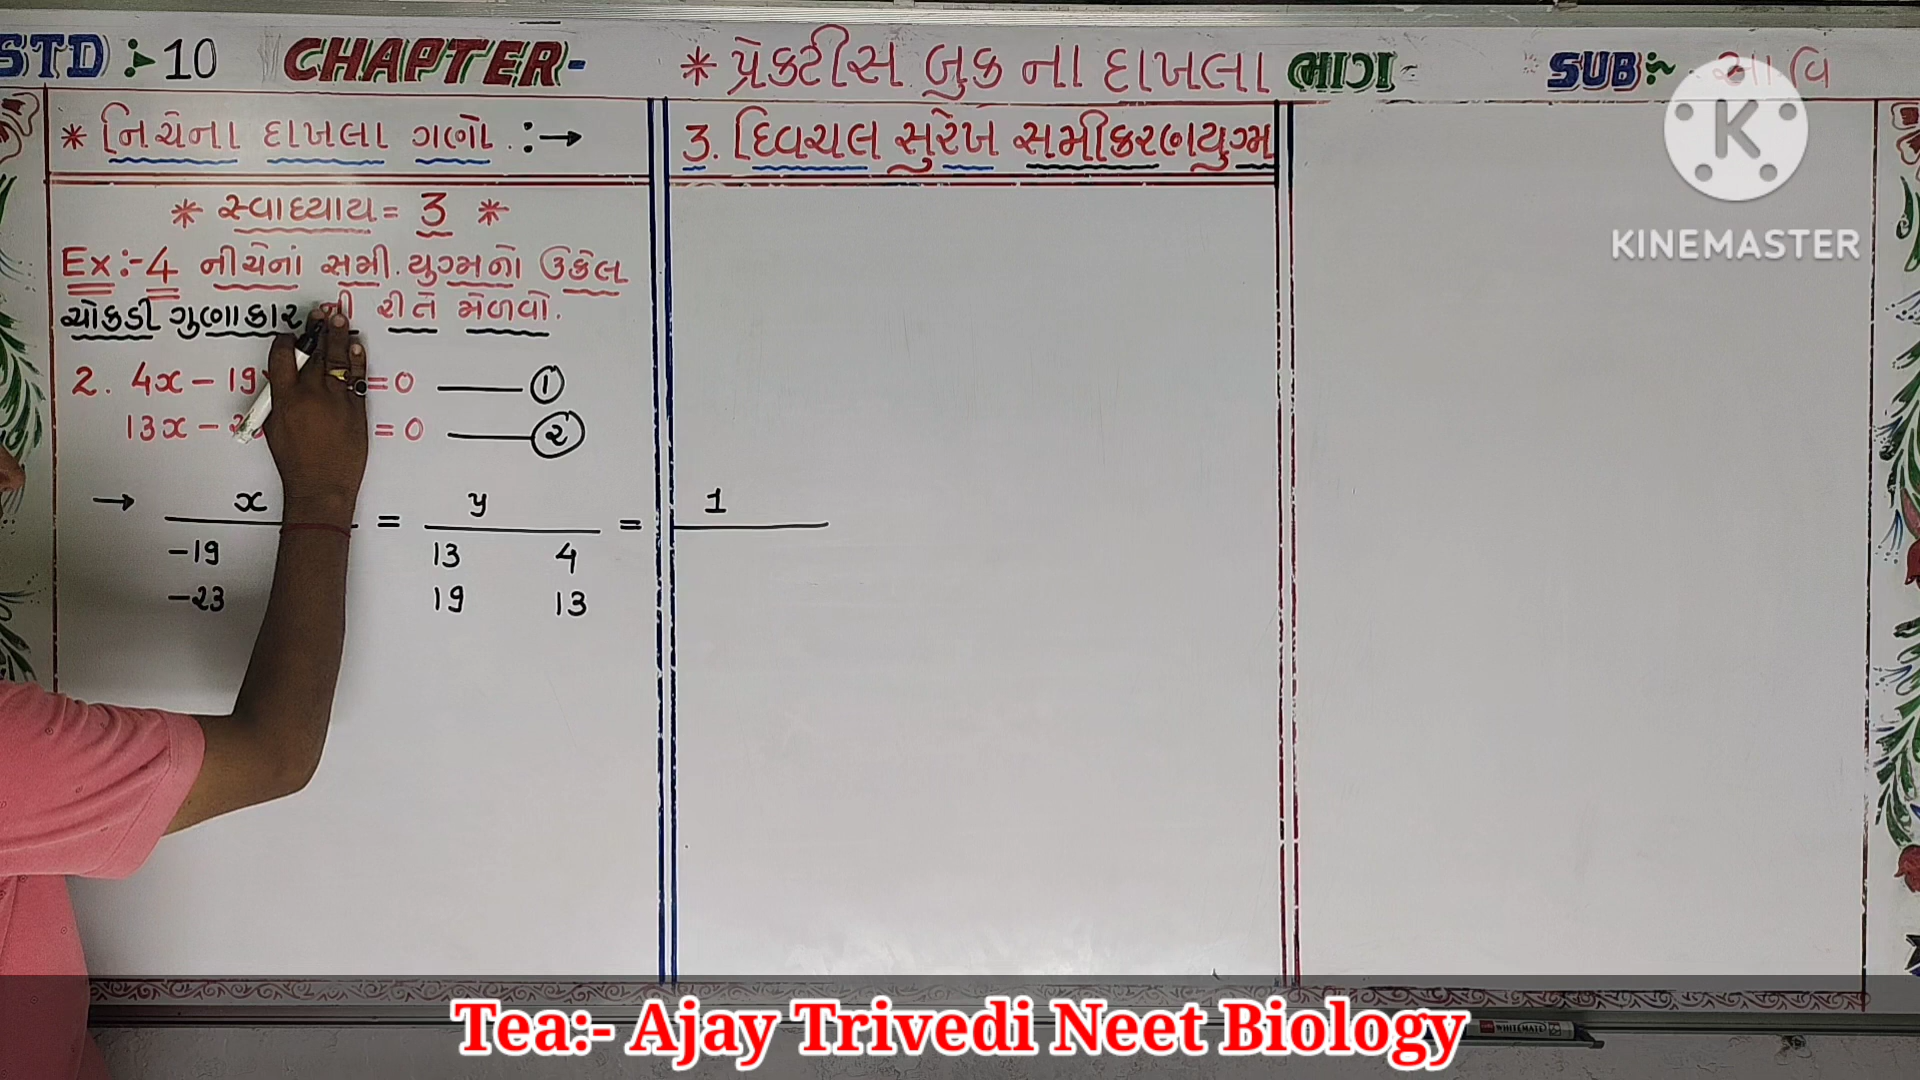 STD :- 10 CHAPTER- * પ્રેકટીસ બુક ના દાખલા ભાગ - SUB:~
* નિચેના દાખલા ગણો. :→
3. દ્વિચલ સુરેખ સમીકરણયુગ્મ
* સ્વાધ્યાય = 3 *
Ex:-4 નીચેનાં સમી. યુગ્મનો ઉકેલ
ચોકડી ગુણાકાર ની રીતે મેળવો.
2. 4x - 19 =0 —— ①
13x - =0 —— ②
→ x = y = 1
-19 13 4
-23 19 13
K
KINEMASTER
WHITEMATE
Tea:- Ajay Trivedi Neet Biology